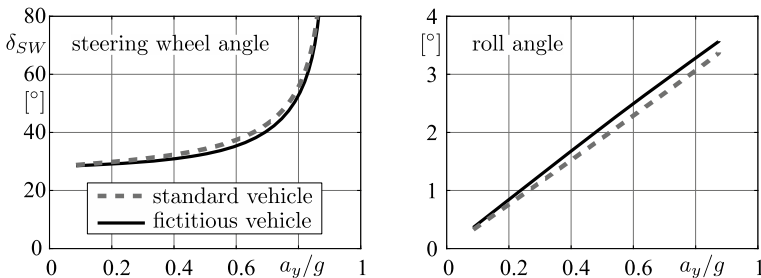 80
δ_SW steering wheel angle
60
[°]
40
20
standard vehicle
fictitious vehicle
0
0 0.2 0.4 0.6 a_y/g 1
4
[°] roll angle
3
2
1
0
0 0.2 0.4 0.6 a_y/g 1